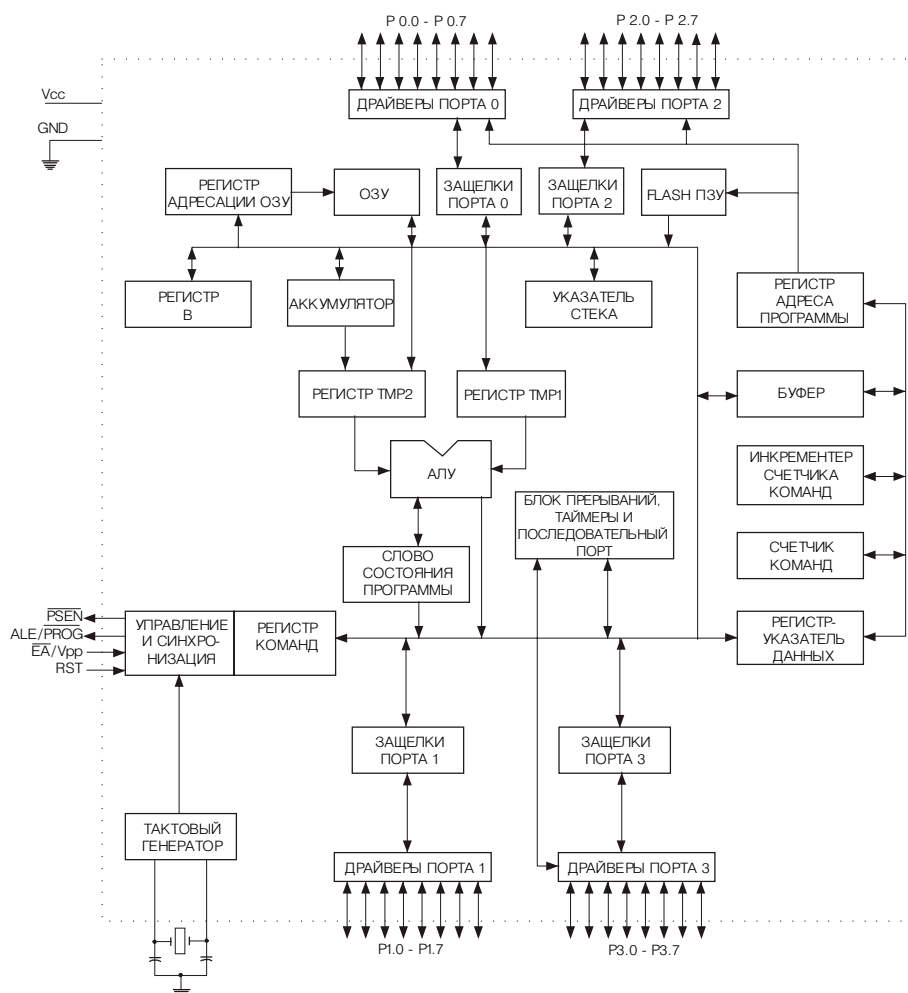 P 0.0 - P 0.7
P 2.0 - P 2.7
Vcc
GND
ДРАЙВЕРЫ ПОРТА 0
ДРАЙВЕРЫ ПОРТА 2
РЕГИСТР
АДРЕСАЦИИ ОЗУ
ОЗУ
ЗАЩЕЛКИ
ПОРТА 0
ЗАЩЕЛКИ
ПОРТА 2
FLASH ПЗУ
РЕГИСТР
В
АККУМУЛЯТОР
УКАЗАТЕЛЬ
СТЕКА
РЕГИСТР
АДРЕСА
ПРОГРАММЫ
РЕГИСТР TMP2
РЕГИСТР TMP1
БУФЕР
АЛУ
ИНКРЕМЕНТЕР
СЧЕТЧИКА
КОМАНД
БЛОК ПРЕРЫВАНИЙ,
ТАЙМЕРЫ И
ПОСЛЕДОВАТЕЛЬНЫЙ
ПОРТ
СЛОВО
СОСТОЯНИЯ
ПРОГРАММЫ
СЧЕТЧИК
КОМАНД
PSEN
ALE/PROG
EA/Vpp
RST
УПРАВЛЕНИЕ
И СИНХРО-
НИЗАЦИЯ
РЕГИСТР
КОМАНД
РЕГИСТР-
УКАЗАТЕЛЬ
ДАННЫХ
ЗАЩЕЛКИ
ПОРТА 1
ЗАЩЕЛКИ
ПОРТА 3
ТАКТОВЫЙ
ГЕНЕРАТОР
ДРАЙВЕРЫ ПОРТА 1
ДРАЙВЕРЫ ПОРТА 3
P1.0 - P1.7
P3.0 - P3.7